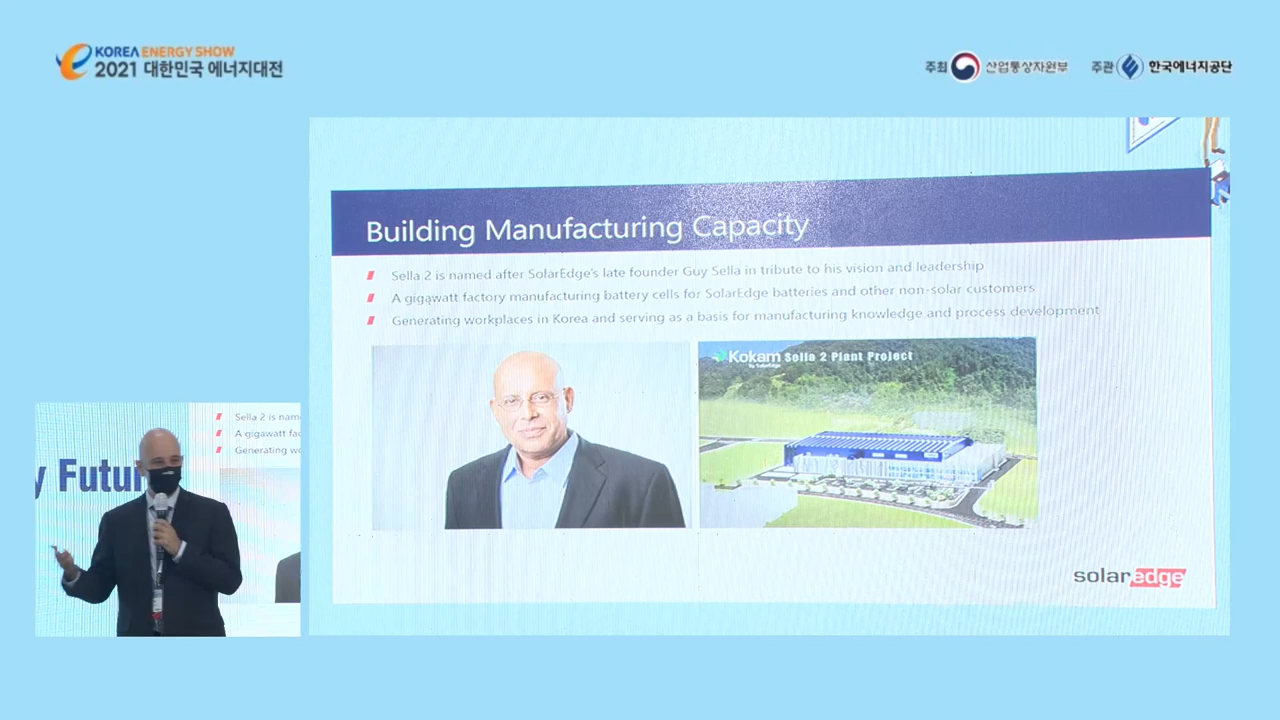 KOREA ENERGY SHOW
2021 대한민국 에너지대전
주최 산업통상자원부 주관 한국에너지공단
Building Manufacturing Capacity
Sella 2 is named after SolarEdge's late founder Guy Sella in tribute to his vision and leadership
A gigawatt factory manufacturing battery cells for SolarEdge batteries and other non-solar customers
Generating workplaces in Korea and serving as a basis for manufacturing knowledge and process development
Kokam Sella 2 Plant Project
by SolarEdge
solaredge
Sella 2 is nam
A gigawatt fac
Generating wo
y Futur